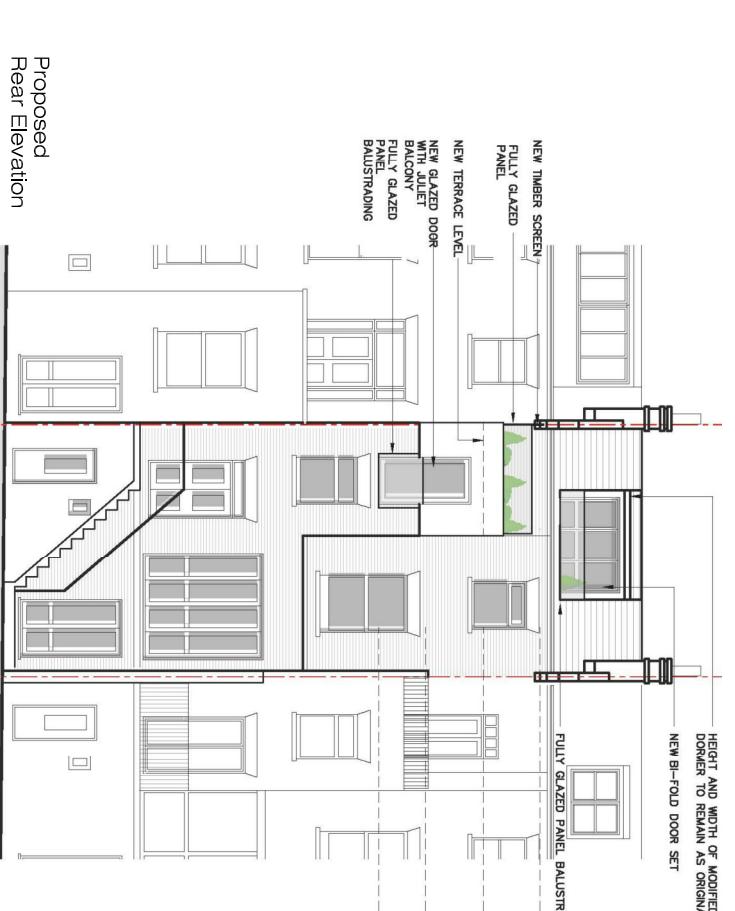 HEIGHT AND WIDTH OF MODIFIE
DORMER TO REMAIN AS ORIGIN
NEW BI-FOLD DOOR SET
FULLY GLAZED PANEL BALUSTR
NEW TIMBER SCREEN
FULLY GLAZED
PANEL
NEW TERRACE LEVEL
NEW GLAZED DOOR
WITH JULIET
BALCONY
FULLY GLAZED
PANEL
BALUSTRADING
Proposed
Rear Elevation